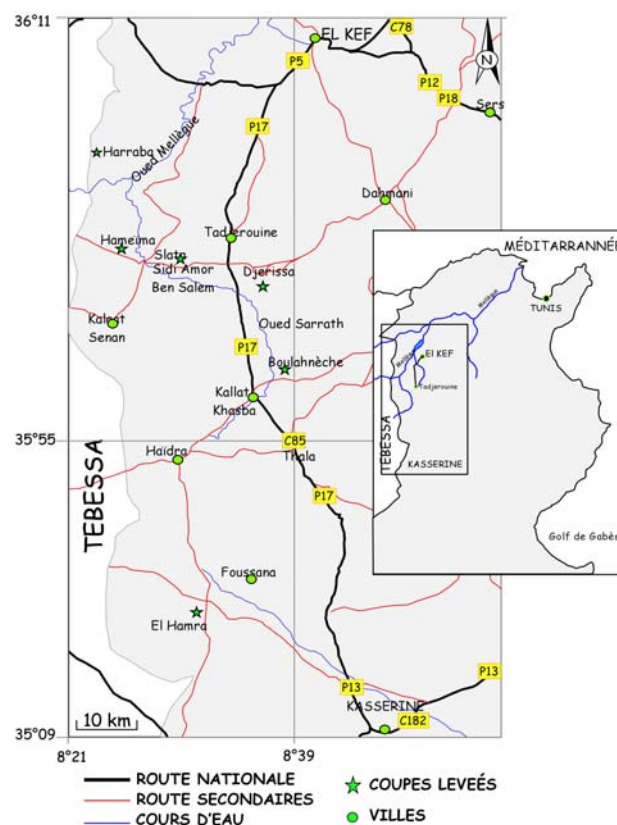 36°11
EL KEF
C78
P5
P12
N
P18
Sers
P17
Harraba
Oued Mellègue
Dahmani
Hameïma
Tadjerouine
Slata
Sidi Amor
Ben Salem
Djerissa
MÉDITARRANNÉE
Mellègue
TUNIS
Kalaat
Senan
Oued Sarrath
P17
Boulahnèche
El KEF
Tadjerouine
Kallat
Khasba
35°55
C85
Thala
Haïdra
TEBESSA
KASSERINE
TEBESSA
P17
Golf de Gabès
Foussana
El Hamra
P13
P13
KASSERINE
C182
10 km
35°09
8°21
8°39
ROUTE NATIONALE
COUPES LEVEÉS
ROUTE SECONDAIRES
VILLES
COURS D'EAU